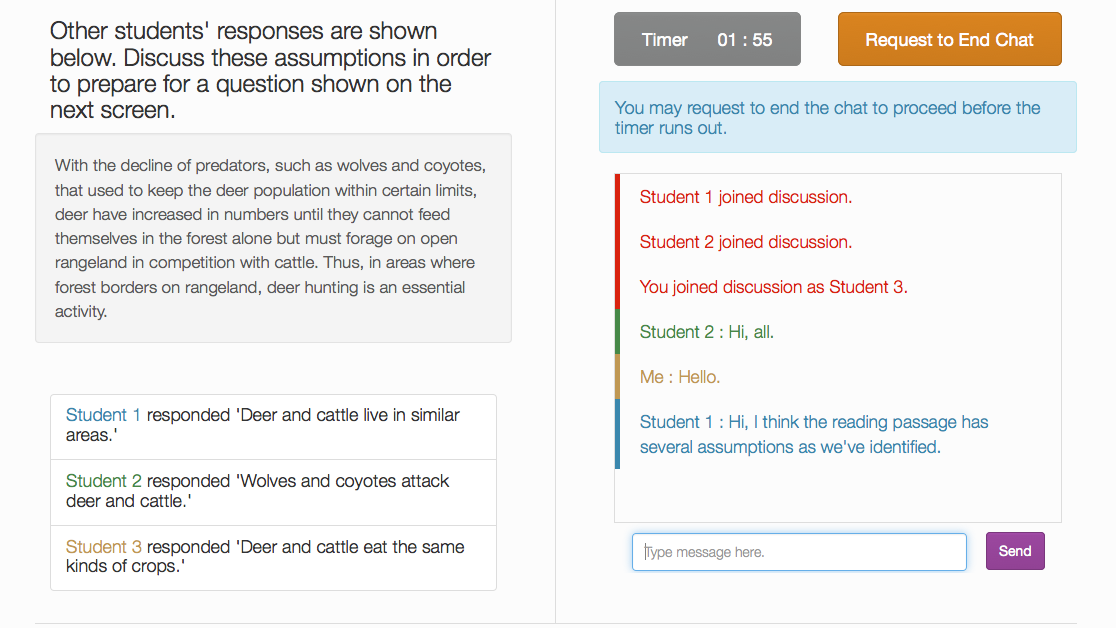 Other students' responses are shown
below. Discuss these assumptions in order
to prepare for a question shown on the
next screen.
With the decline of predators, such as wolves and coyotes,
that used to keep the deer population within certain limits,
deer have increased in numbers until they cannot feed
themselves in the forest alone but must forage on open
rangeland in competition with cattle. Thus, in areas where
forest borders on rangeland, deer hunting is an essential
activity.
Student 1 responded 'Deer and cattle live in similar
areas.'
Student 2 responded 'Wolves and coyotes attack
deer and cattle.'
Student 3 responded 'Deer and cattle eat the same
kinds of crops.'
Timer 01 : 55
Request to End Chat
You may request to end the chat to proceed before the
timer runs out.
Student 1 joined discussion.
Student 2 joined discussion.
You joined discussion as Student 3.
Student 2 : Hi, all.
Me : Hello.
Student 1 : Hi, I think the reading passage has
several assumptions as we've identified.
Type message here.
Send